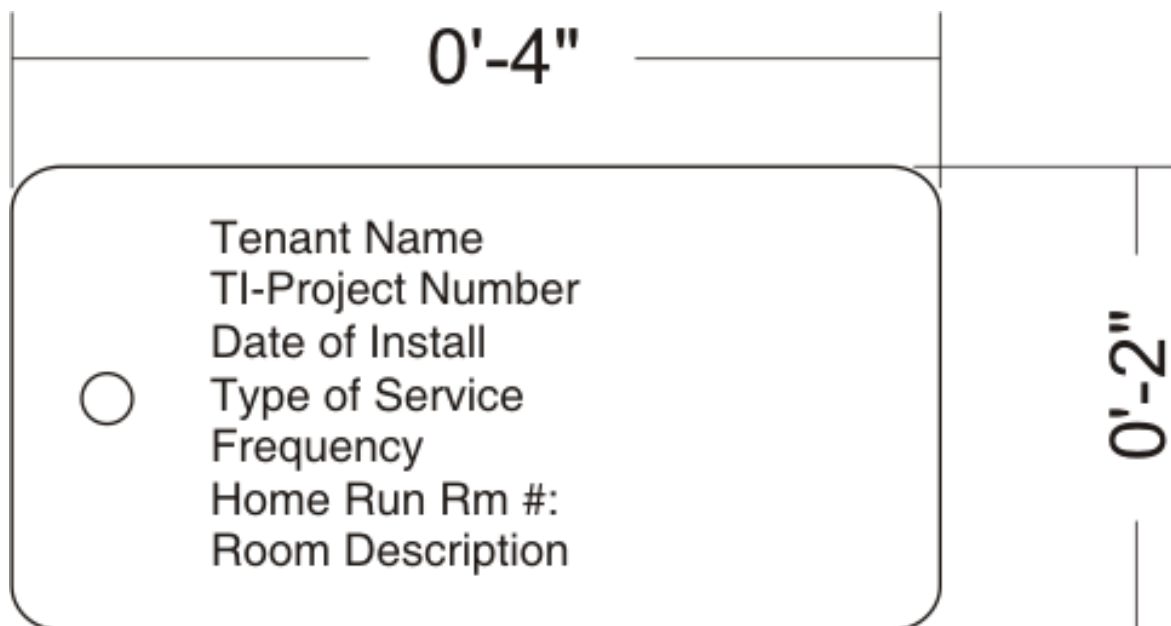 0'-4"
Tenant Name
TI-Project Number
Date of Install
Type of Service
Frequency
Home Run Rm #:
Room Description
0'-2"